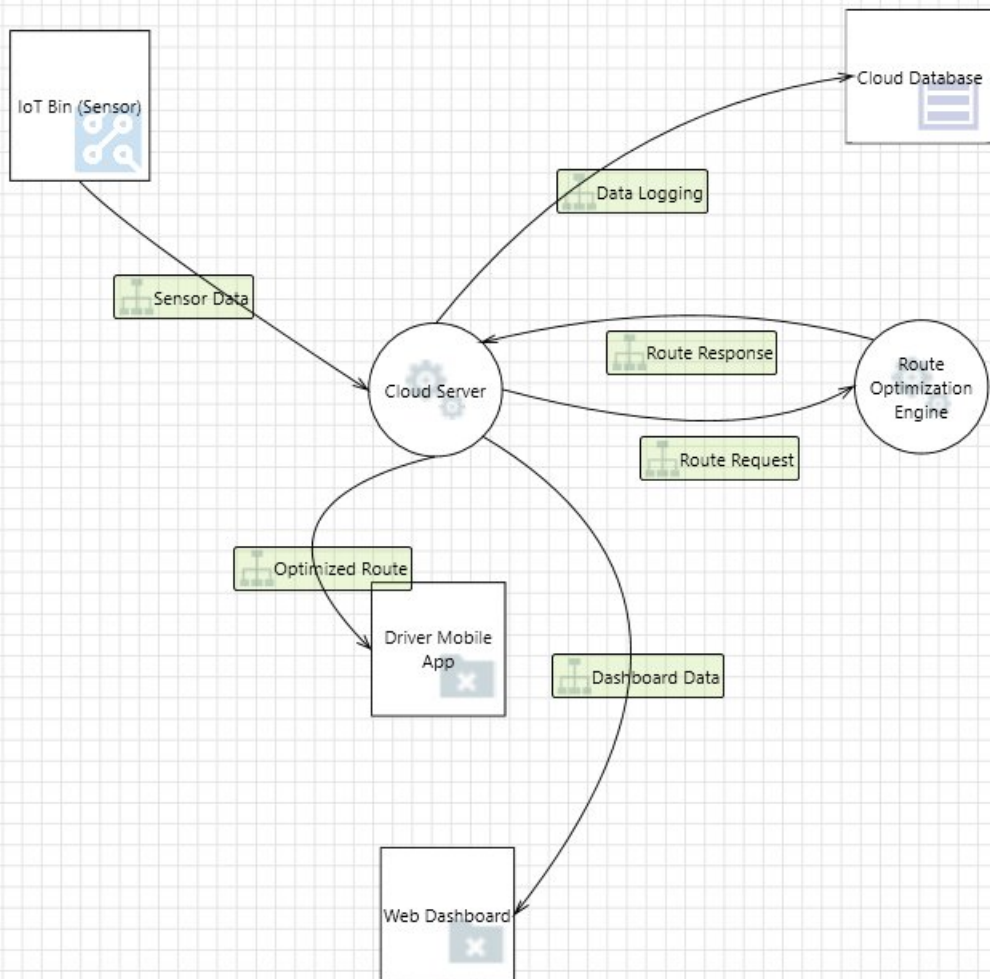 IoT Bin (Sensor)
Cloud Database
Data Logging
Sensor Data
Route Response
Cloud Server
Route
Optimization
Engine
Route Request
Optimized Route
Driver Mobile
App
Dashboard Data
Web Dashboard